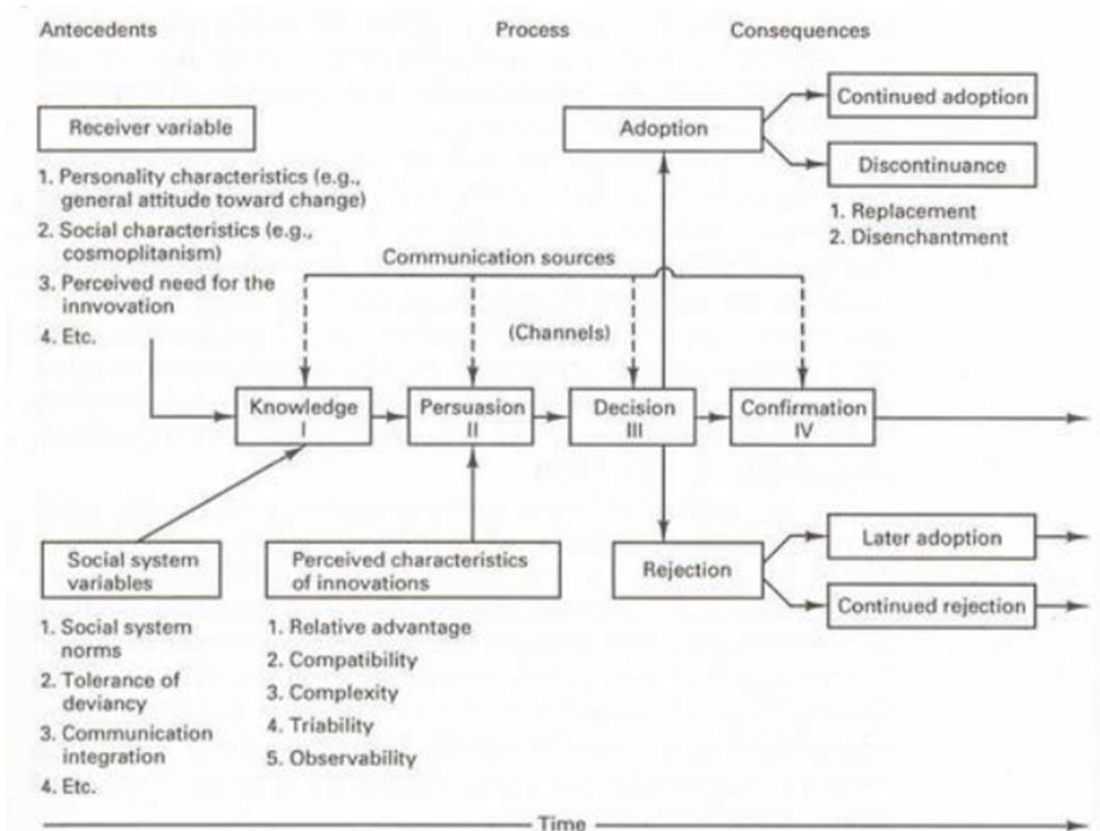 Antecedents
Process
Consequences
Receiver variable
1. Personality characteristics (e.g.,
general attitude toward change)
2. Social characteristics (e.g.,
cosmoplitanism)
3. Perceived need for the
innvovation
4. Etc.
Adoption
Continued adoption
Discontinuance
1. Replacement
2. Disenchantment
Communication sources
(Channels)
Knowledge
I
Persuasion
II
Decision
III
Confirmation
IV
Social system
variables
1. Social system
norms
2. Tolerance of
deviancy
3. Communication
integration
4. Etc.
Perceived characteristics
of innovations
1. Relative advantage
2. Compatibility
3. Complexity
4. Triability
5. Observability
Rejection
Later adoption
Continued rejection
Time